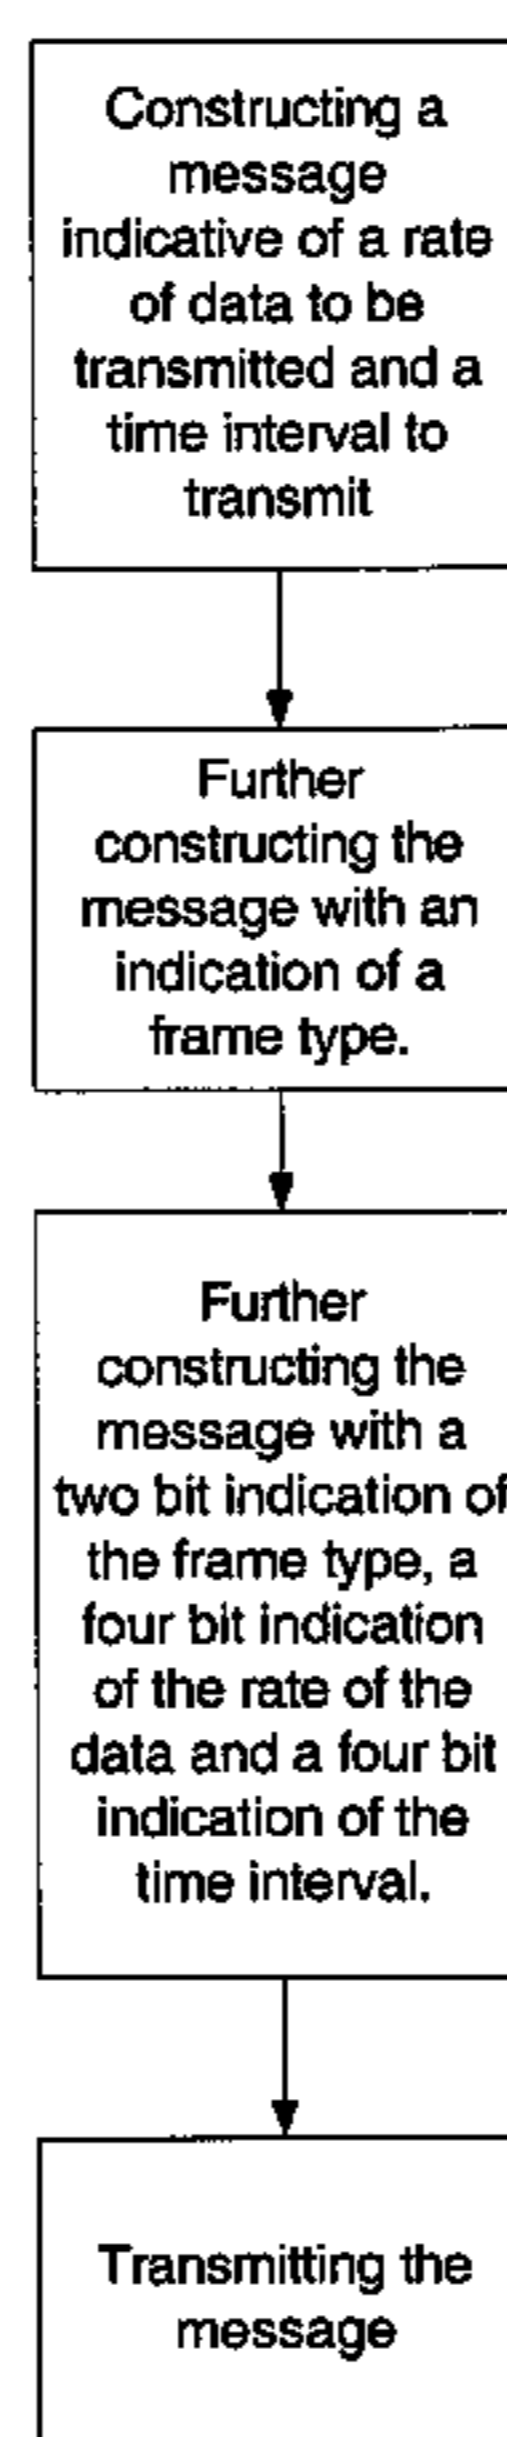 Constructing a
message
indicative of a rate
of data to be
transmitted and a
time interval to
transmit
Further
constructing the
message with an
indication of a
frame type.
Further
constructing the
message with a
two bit indication of
the frame type, a
four bit indication
of the rate of the
data and a four bit
indication of the
time interval.
Transmitting the
message